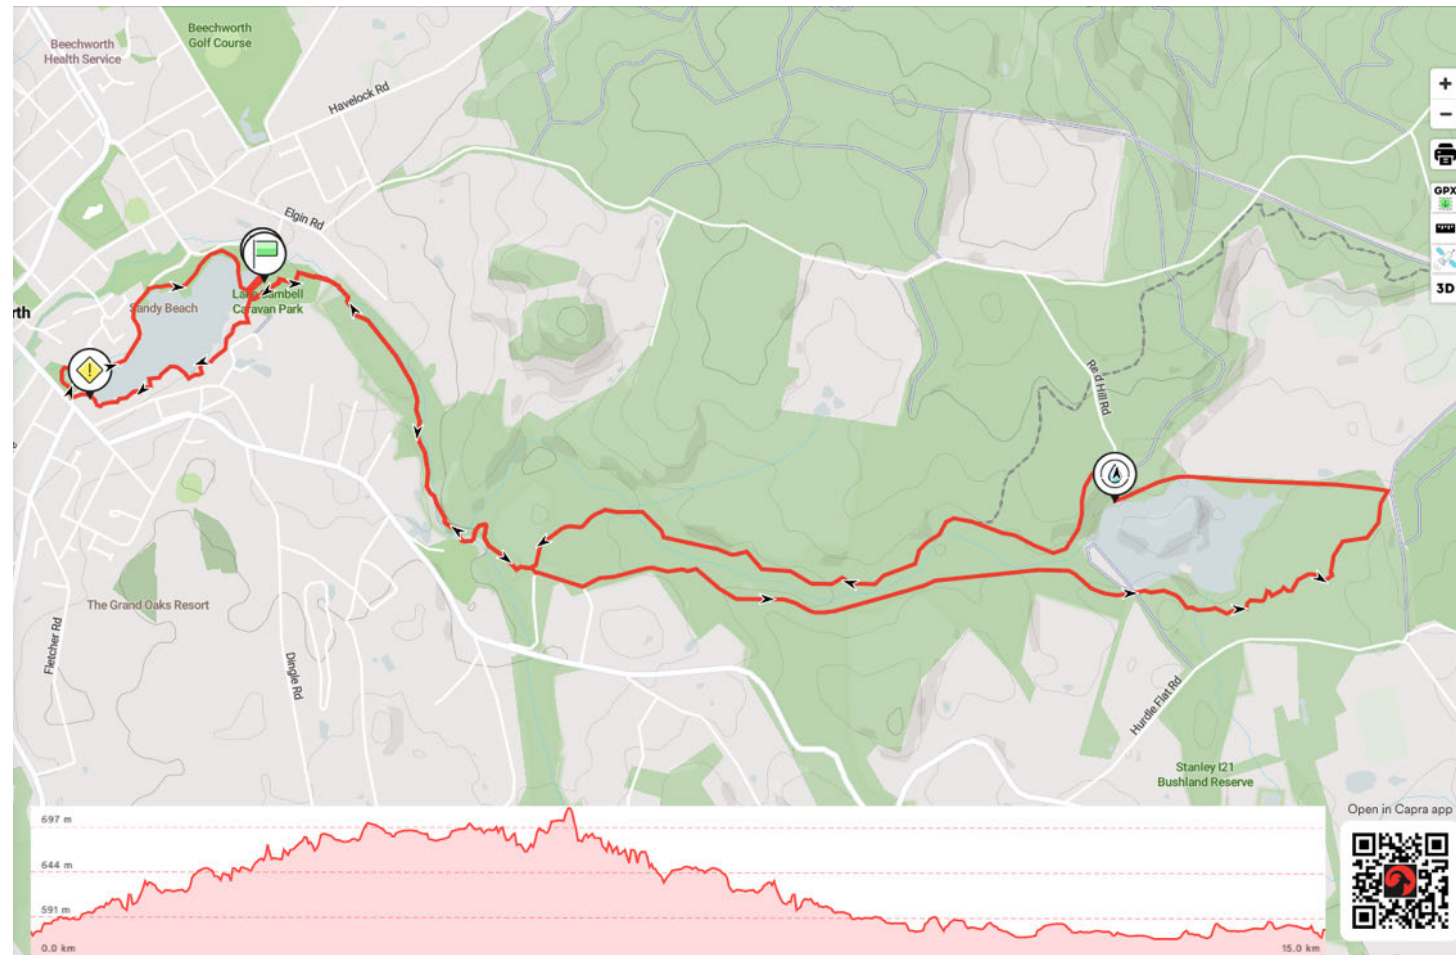 Beechworth
Golf Course
Beechworth
Health Service
Havelock Rd
Elgin Rd
GPX
3D
rth
Sandy Beach
Caravan Park
Reid Hill Rd
The Grand Oaks Resort
Fletcher Rd
Dingle Rd
Hurdle Flat Rd
Stanley I21
Bushland Reserve
Open in Capra app
697 m
644 m
591 m
0.0 km
15.0 km